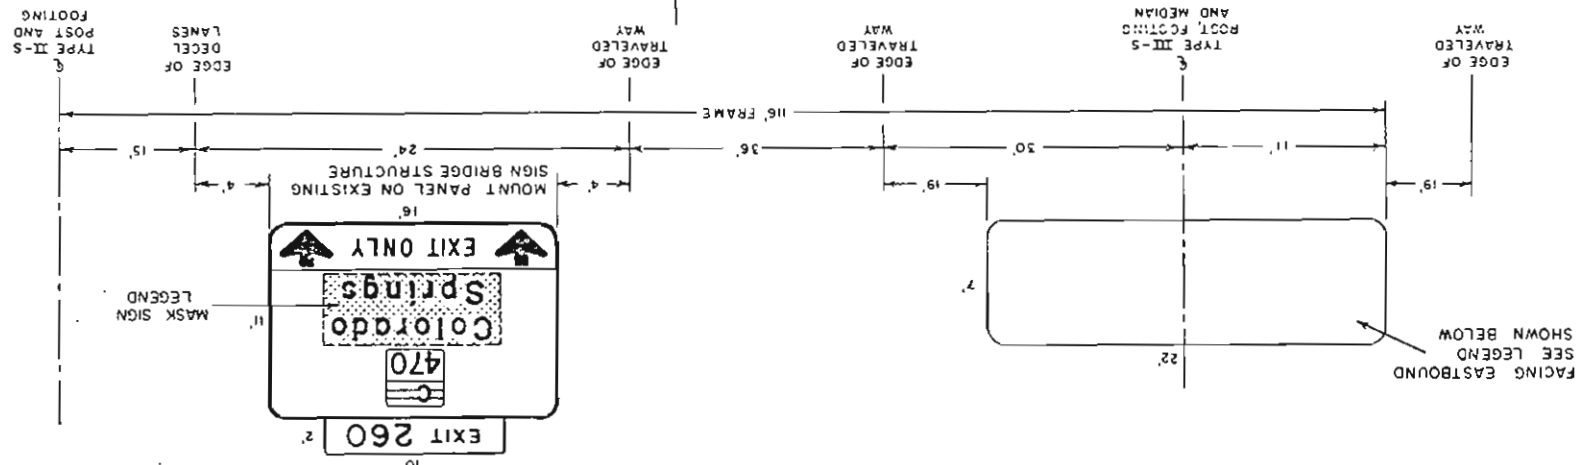 10
EXIT 260
2'
FACING EASTBOUND
SEE LEGEND
SHOWN BELOW
22'
7'
C
470
Colorado
Springs
11'
MASK SIGN
LEGEND
EXIT ONLY
16'
MOUNT PANEL ON EXISTING
SIGN BRIDGE STRUCTURE
19'
19'
4'
4'
11'
30'
36'
24'
15'
116' FRAME
EDGE OF
TRAVELED
WAY
℄
TYPE III-S
POST, FOOTING
AND MEDIAN
EDGE OF
TRAVELED
WAY
EDGE OF
TRAVELED
WAY
EDGE OF
DECEL
LANES
℄
TYPE II-S
POST AND
FOOTING